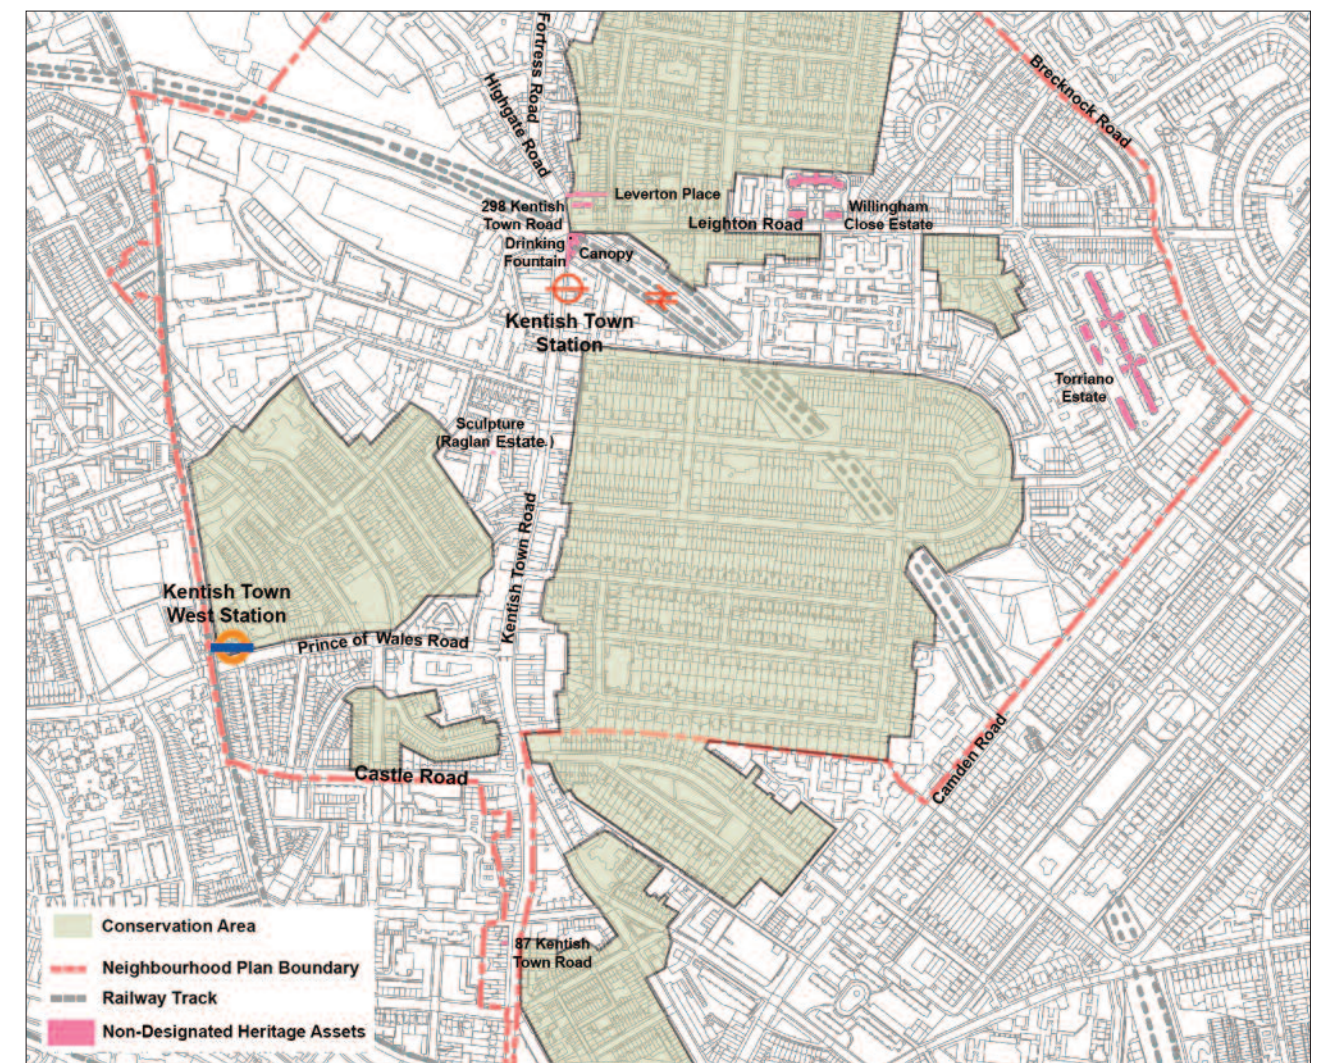 Fortress Road
Highgate Road
Brecknock Road
Leverton Place
298 Kentish
Town Road
Willingham
Close Estate
Leighton Road
Drinking
Fountain
Canopy
Kentish Town
Station
Torriano
Estate
Sculpture
(Raglan Estate )
Kentish Town Road
Kentish Town
West Station
Prince of Wales Road
Castle Road
Camden Road
87 Kentish
Town Road
Conservation Area
Neighbourhood Plan Boundary
Railway Track
Non-Designated Heritage Assets